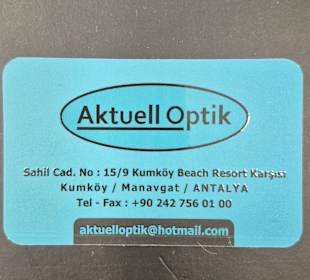 Aktuell Optik
Sahil Cad. No : 15/9 Kumköy Beach Resort Karşısı
Kumköy / Manavgat / ANTALYA
Tel - Fax : +90 242 756 01 00
aktuelloptik@hotmail.com